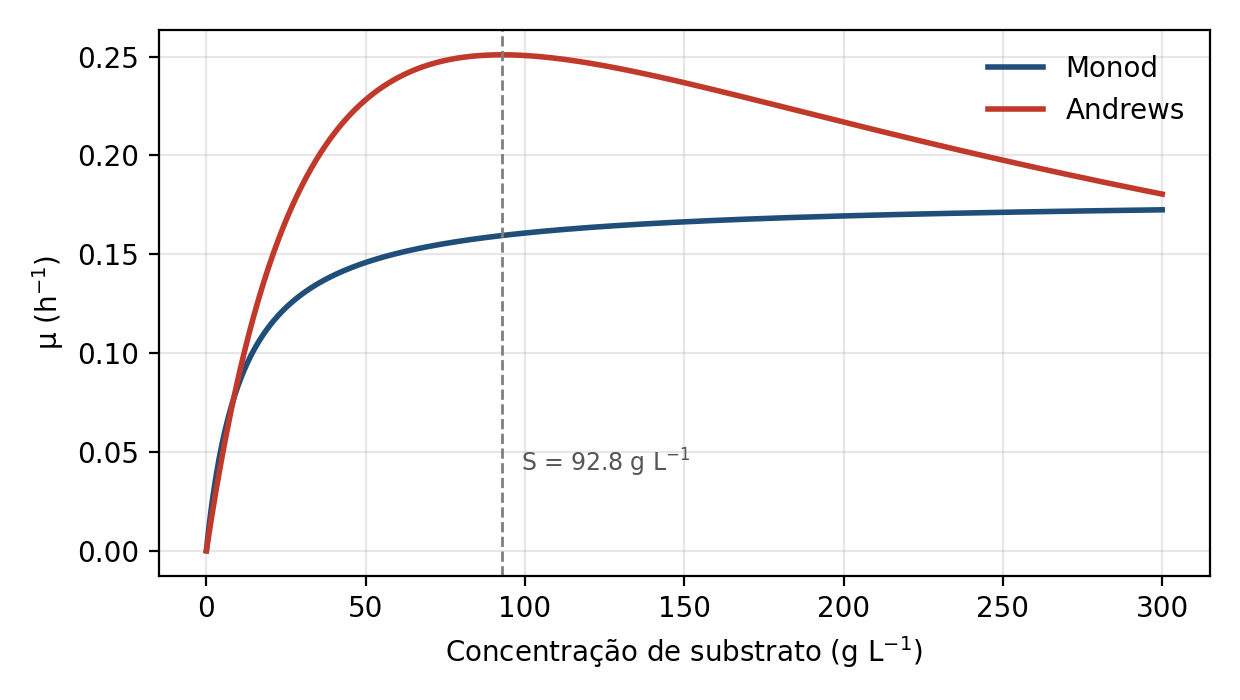 0.25
0.20
0.15
0.10
0.05
0.00
μ (h⁻¹)
Monod
Andrews
S = 92.8 g L⁻¹
0 50 100 150 200 250 300
Concentração de substrato (g L⁻¹)